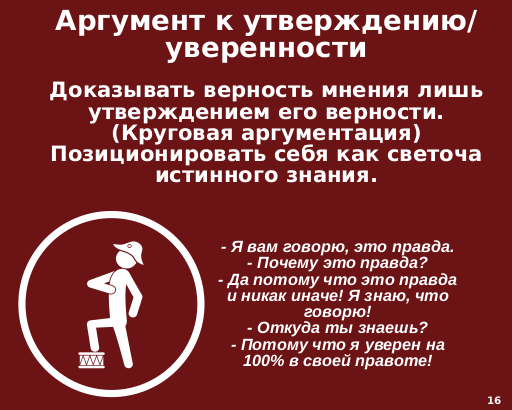 Аргумент к утверждению/
уверенности
Доказывать верность мнения лишь
утверждением его верности.
(Круговая аргументация)
Позиционировать себя как светоча
истинного знания.
- Я вам говорю, это правда.
- Почему это правда?
- Да потому что это правда
и никак иначе! Я знаю, что
говорю!
- Откуда ты знаешь?
- Потому что я уверен на
100% в своей правоте!
16